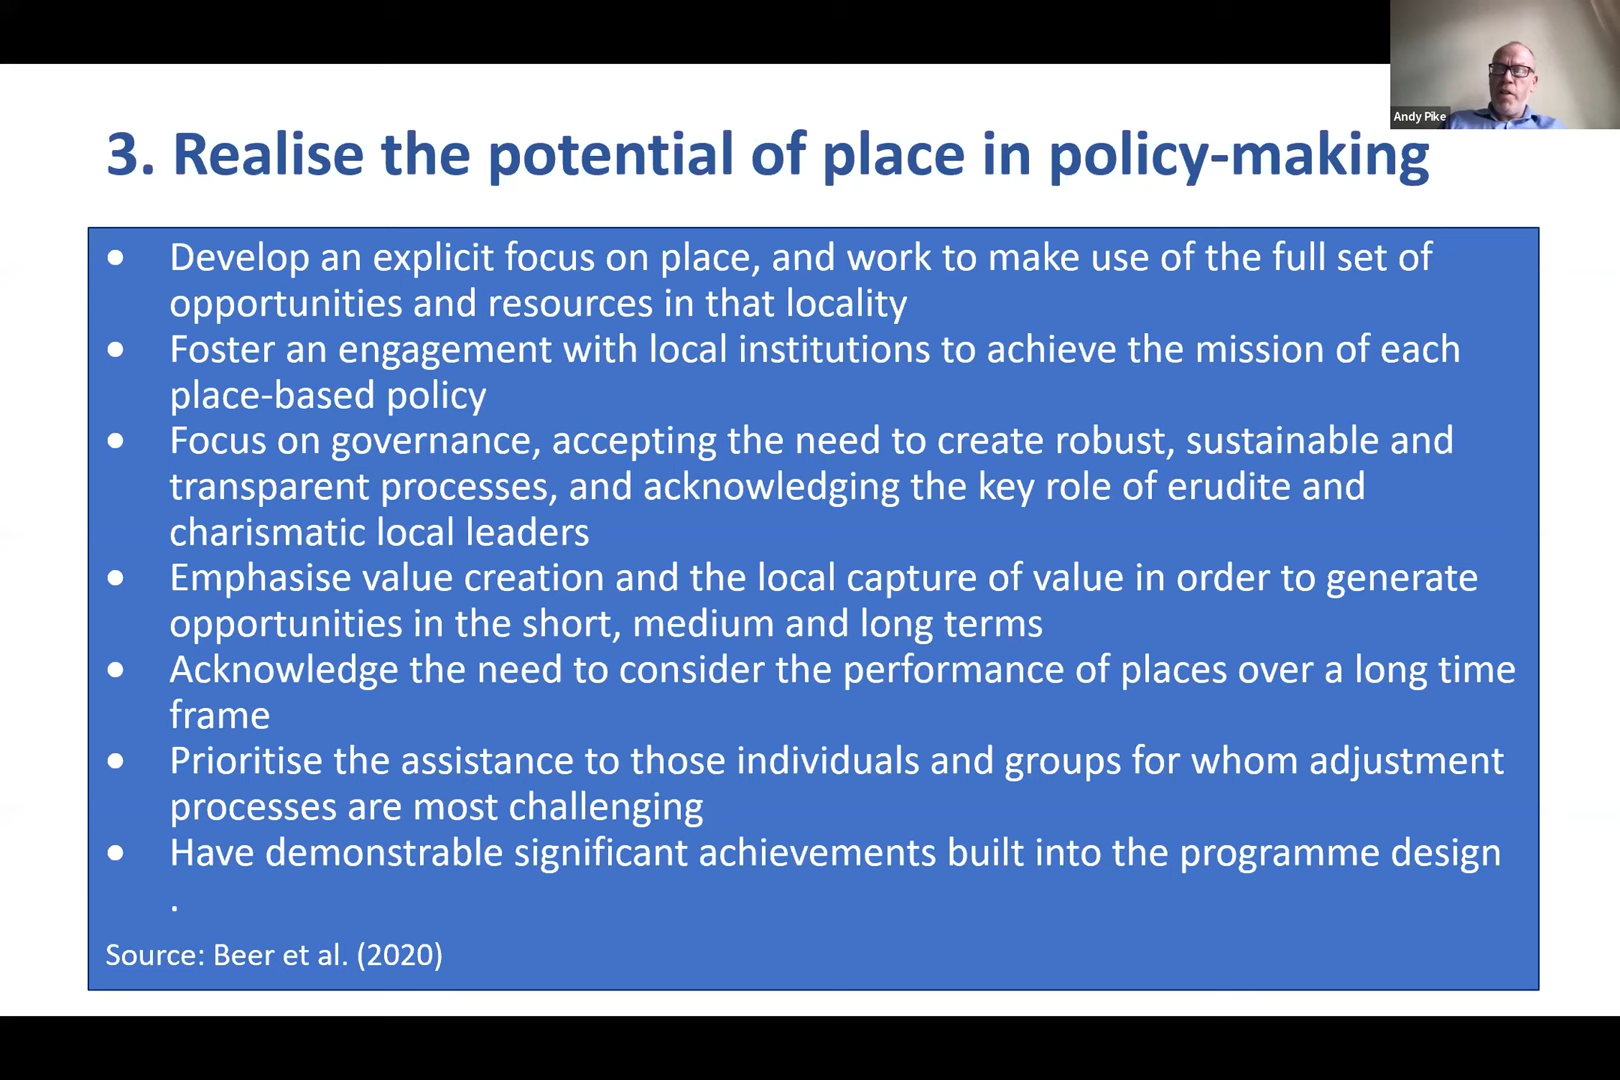 Andy Pike
3. Realise the potential of place in policy-making
• Develop an explicit focus on place, and work to make use of the full set of
opportunities and resources in that locality
• Foster an engagement with local institutions to achieve the mission of each
place-based policy
• Focus on governance, accepting the need to create robust, sustainable and
transparent processes, and acknowledging the key role of erudite and
charismatic local leaders
• Emphasise value creation and the local capture of value in order to generate
opportunities in the short, medium and long terms
• Acknowledge the need to consider the performance of places over a long time
frame
• Prioritise the assistance to those individuals and groups for whom adjustment
processes are most challenging
• Have demonstrable significant achievements built into the programme design
.
Source: Beer et al. (2020)